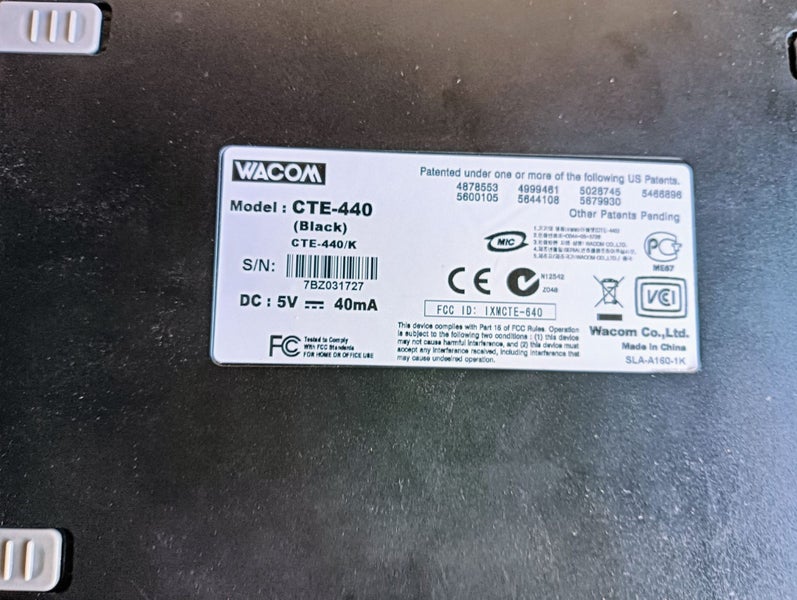 WACOM
Model : CTE-440
(Black)
CTE-440/K
S/N:
7BZ031727
DC : 5V ⎓ 40mA
FC Tested to Comply
With FCC Standards
FOR HOME OR OFFICE USE
Patented under one or more of the following US Patents.
4878553 4999461 5028745 5466896
5600105 5644108 5679930
Other Patents Pending
MIC
CE
N12542
Z048
PC
ME67
FCC ID: IXMCTE-640
VCI
This device complies with Part 15 of FCC Rules. Operation
is subject to the following two conditions : (1) this device
may not cause harmful interference, and (2) this device must
accept any interference received, including interference that
may cause undesired operation.
Wacom Co.,Ltd.
Made in China
SLA-A160-1K